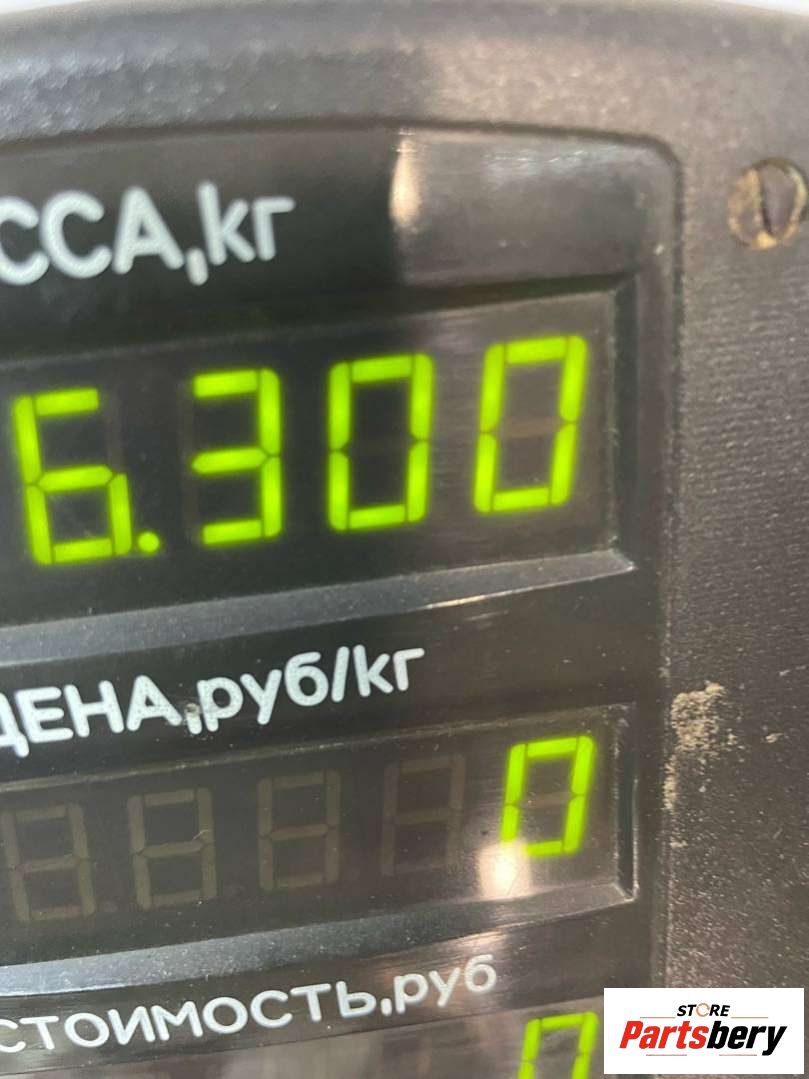 ССА,кг
6.300
ЦЕНА,руб/кг
0
СТОИМОСТЬ,руб
0
STORE
Partsbery